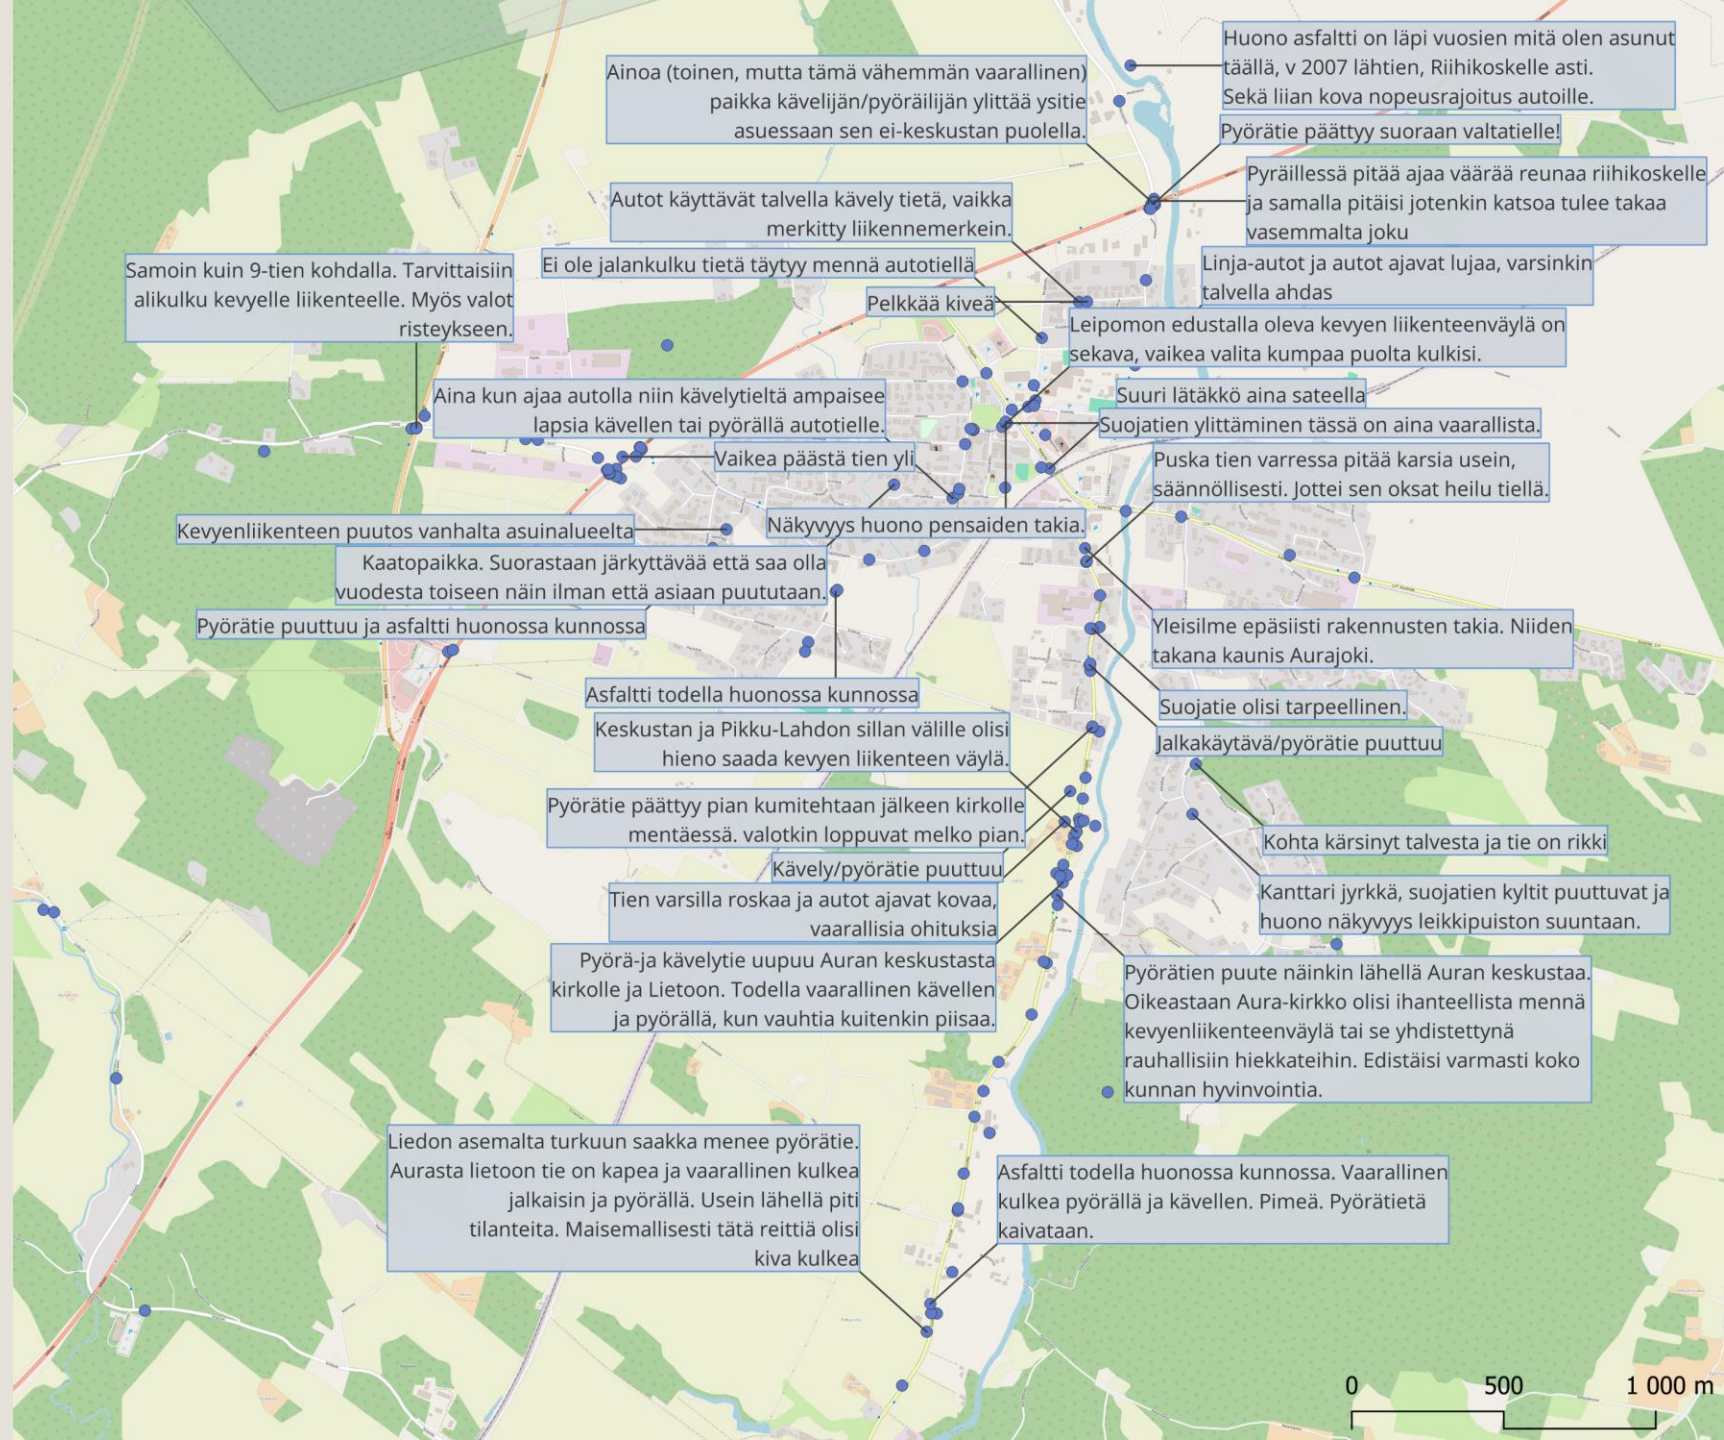 Huono asfaltti on läpi vuosien mitä olen asunut
täällä, v 2007 lähtien, Riihikoskelle asti.
Sekä liian kova nopeusrajoitus autoille.
Ainoa (toinen, mutta tämä vähemmän vaarallinen)
paikka kävelijän/pyöräilijän ylittää ysitie
asuessaan sen ei-keskustan puolella.
Pyörätie päättyy suoraan valtatielle!
Pyräillessä pitää ajaa väärää reunaa riihikoskelle
ja samalla pitäisi jotenkin katsoa tulee takaa
vasemmalta joku
Autot käyttävät talvella kävely tietä, vaikka
merkitty liikennemerkein.
Ei ole jalankulku tietä täytyy mennä autotiellä
Linja-autot ja autot ajavat lujaa, varsinkin
talvella ahdas
Samoin kuin 9-tien kohdalla. Tarvittaisiin
alikulku kevyelle liikenteelle. Myös valot
risteykseen.
Pelkkää kiveä
Leipomon edustalla oleva kevyen liikenteenväylä on
sekava, vaikea valita kumpaa puolta kulkisi.
Aina kun ajaa autolla niin kävelytieltä ampaisee
lapsia kävellen tai pyörällä autotielle.
Suuri lätäkkö aina sateella
Suojatien ylittäminen tässä on aina vaarallista.
Vaikea päästä tien yli
Puska tien varressa pitää karsia usein,
säännöllisesti. Jottei sen oksat heilu tiellä.
Kevyenliikenteen puutos vanhalta asuinalueelta
Näkyvyys huono pensaiden takia.
Kaatopaikka. Suorastaan järkyttävää että saa olla
vuodesta toiseen näin ilman että asiaan puututaan.
Pyörätie puuttuu ja asfaltti huonossa kunnossa
Yleisilme epäsiisti rakennusten takia. Niiden
takana kaunis Aurajoki.
Asfaltti todella huonossa kunnossa
Suojatie olisi tarpeellinen.
Keskustan ja Pikku-Lahdon sillan välille olisi
hieno saada kevyen liikenteen väylä.
Jalkakäytävä/pyörätie puuttuu
Pyörätie päättyy pian kumitehtaan jälkeen kirkolle
mentäessä. valotkin loppuvat melko pian.
Kohta kärsinyt talvesta ja tie on rikki
Kävely/pyörätie puuttuu
Tien varsilla roskaa ja autot ajavat kovaa,
vaarallisia ohituksia
Kanttari jyrkkä, suojatien kyltit puuttuvat ja
huono näkyvyys leikkipuiston suuntaan.
Pyörä-ja kävelytie uupuu Auran keskustasta
kirkolle ja Lietoon. Todella vaarallinen kävellen
ja pyörällä, kun vauhtia kuitenkin piisaa.
Pyörätien puute näinkin lähellä Auran keskustaa.
Oikeastaan Aura-kirkko olisi ihanteellista mennä
kevyenliikenteenväylä tai se yhdistettynä
rauhallisiin hiekkateihin. Edistäisi varmasti koko
kunnan hyvinvointia.
Liedon asemalta turkuun saakka menee pyörätie.
Aurasta lietoon tie on kapea ja vaarallinen kulkea
jalkaisin ja pyörällä. Usein lähellä piti
tilanteita. Maisemallisesti tätä reittiä olisi
kiva kulkea
Asfaltti todella huonossa kunnossa. Vaarallinen
kulkea pyörällä ja kävellen. Pimeä. Pyörätietä
kaivataan.
0 500 1 000 m